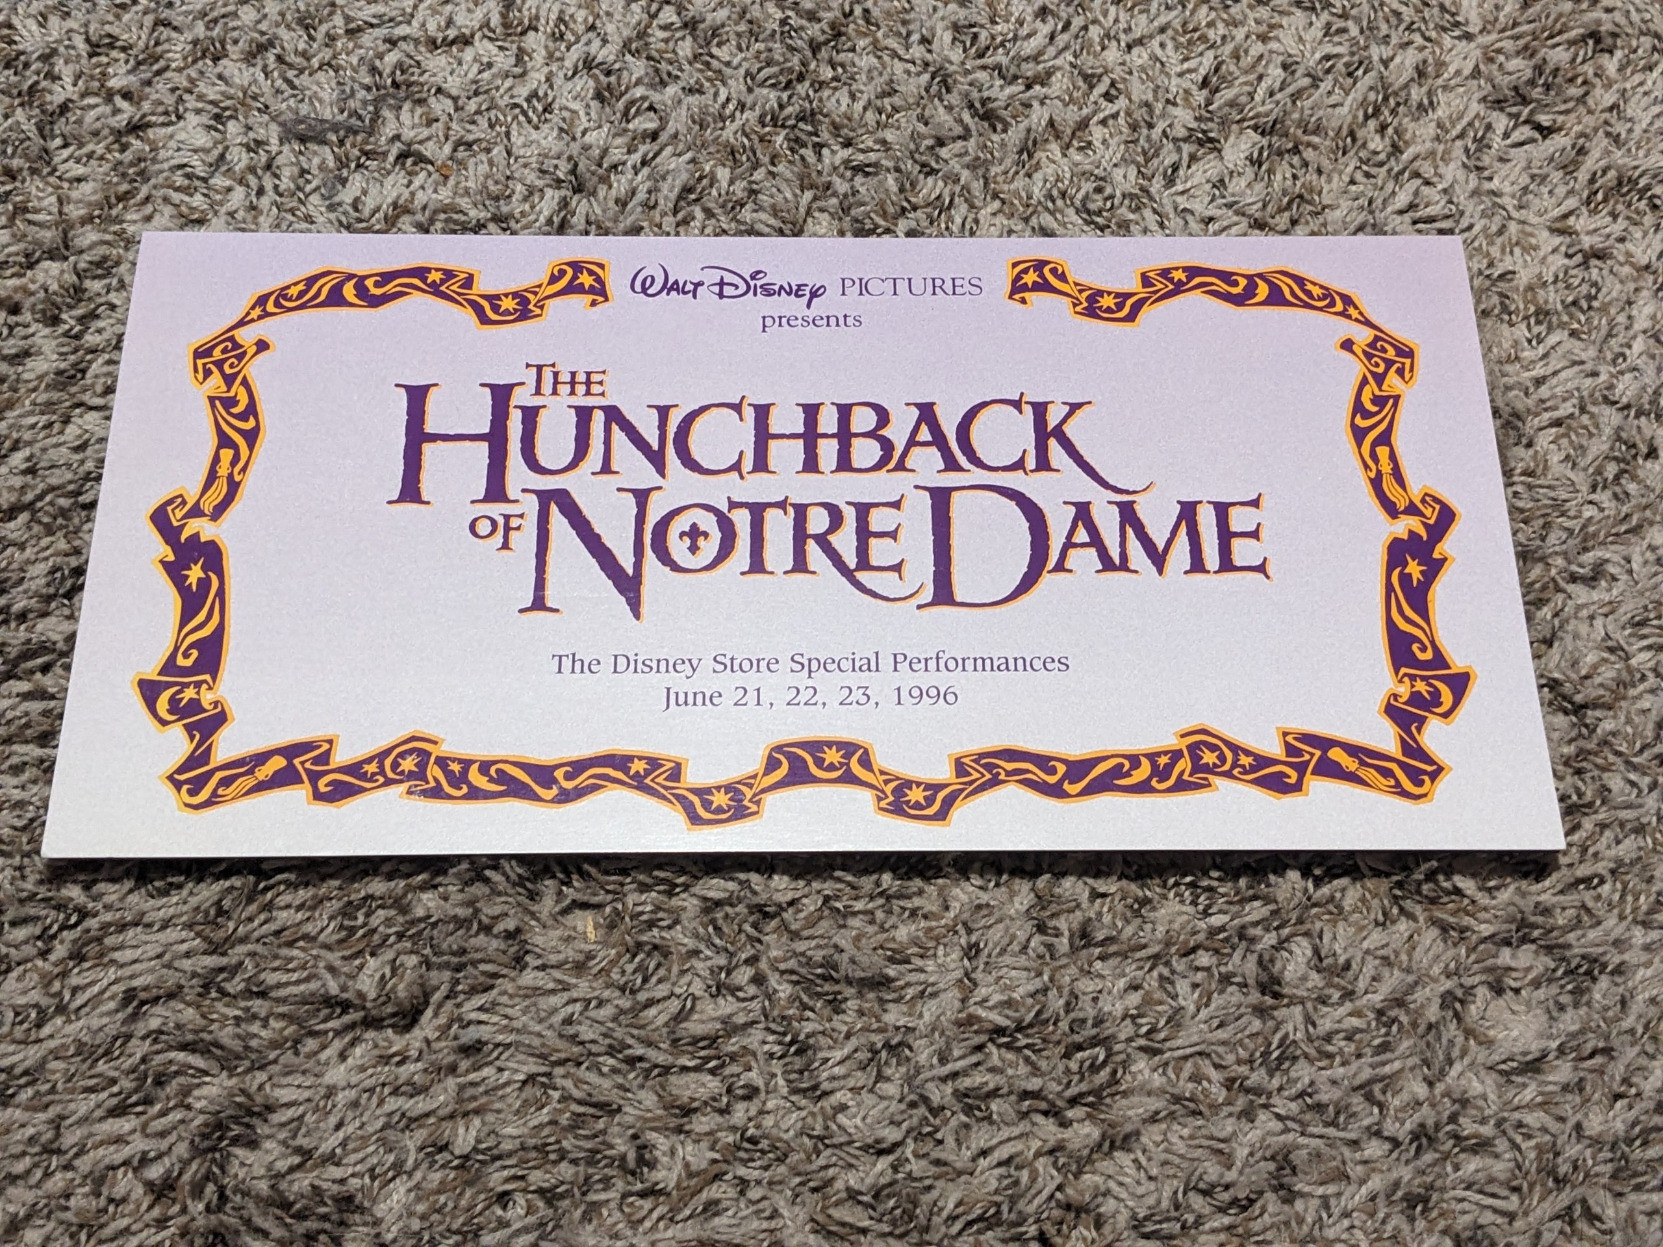 WALT DISNEY PICTURES
presents
THE
HUNCHBACK
OF NOTRE DAME
The Disney Store Special Performances
June 21, 22, 23, 1996